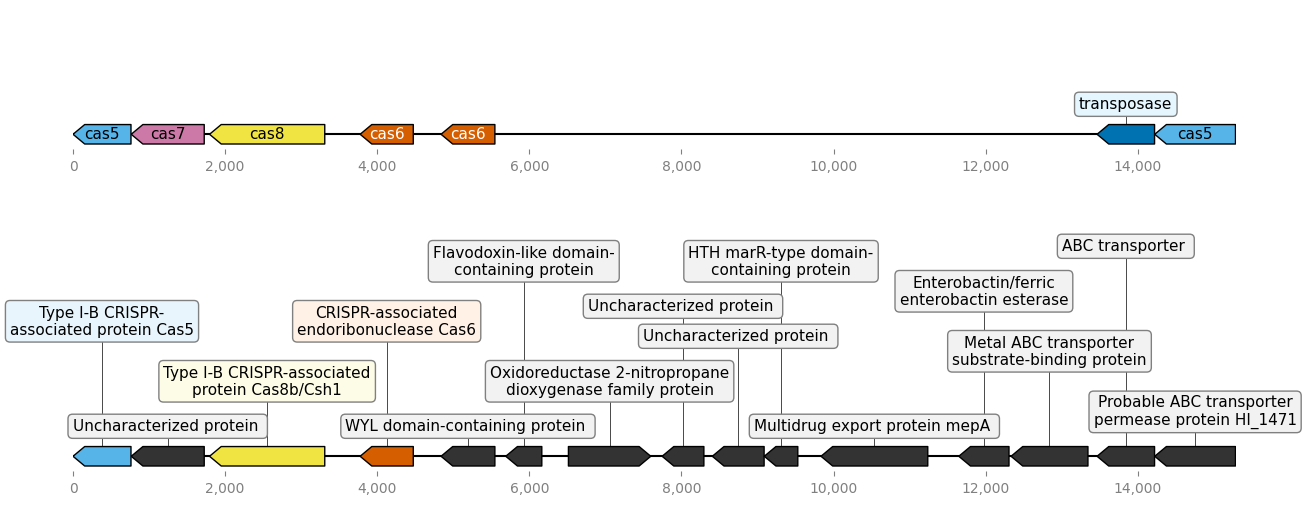 transposase
cas5 cas7 cas8 cas6 cas6 cas5
0 2,000 4,000 6,000 8,000 10,000 12,000 14,000
ABC transporter
Flavodoxin-like domain-
containing protein
HTH marR-type domain-
containing protein
Enterobactin/ferric
enterobactin esterase
Uncharacterized protein
Type I-B CRISPR-
associated protein Cas5
CRISPR-associated
endoribonuclease Cas6
Uncharacterized protein
Metal ABC transporter
substrate-binding protein
Type I-B CRISPR-associated
protein Cas8b/Csh1
Oxidoreductase 2-nitropropane
dioxygenase family protein
Probable ABC transporter
permease protein HI_1471
Uncharacterized protein
WYL domain-containing protein
Multidrug export protein mepA
0 2,000 4,000 6,000 8,000 10,000 12,000 14,000